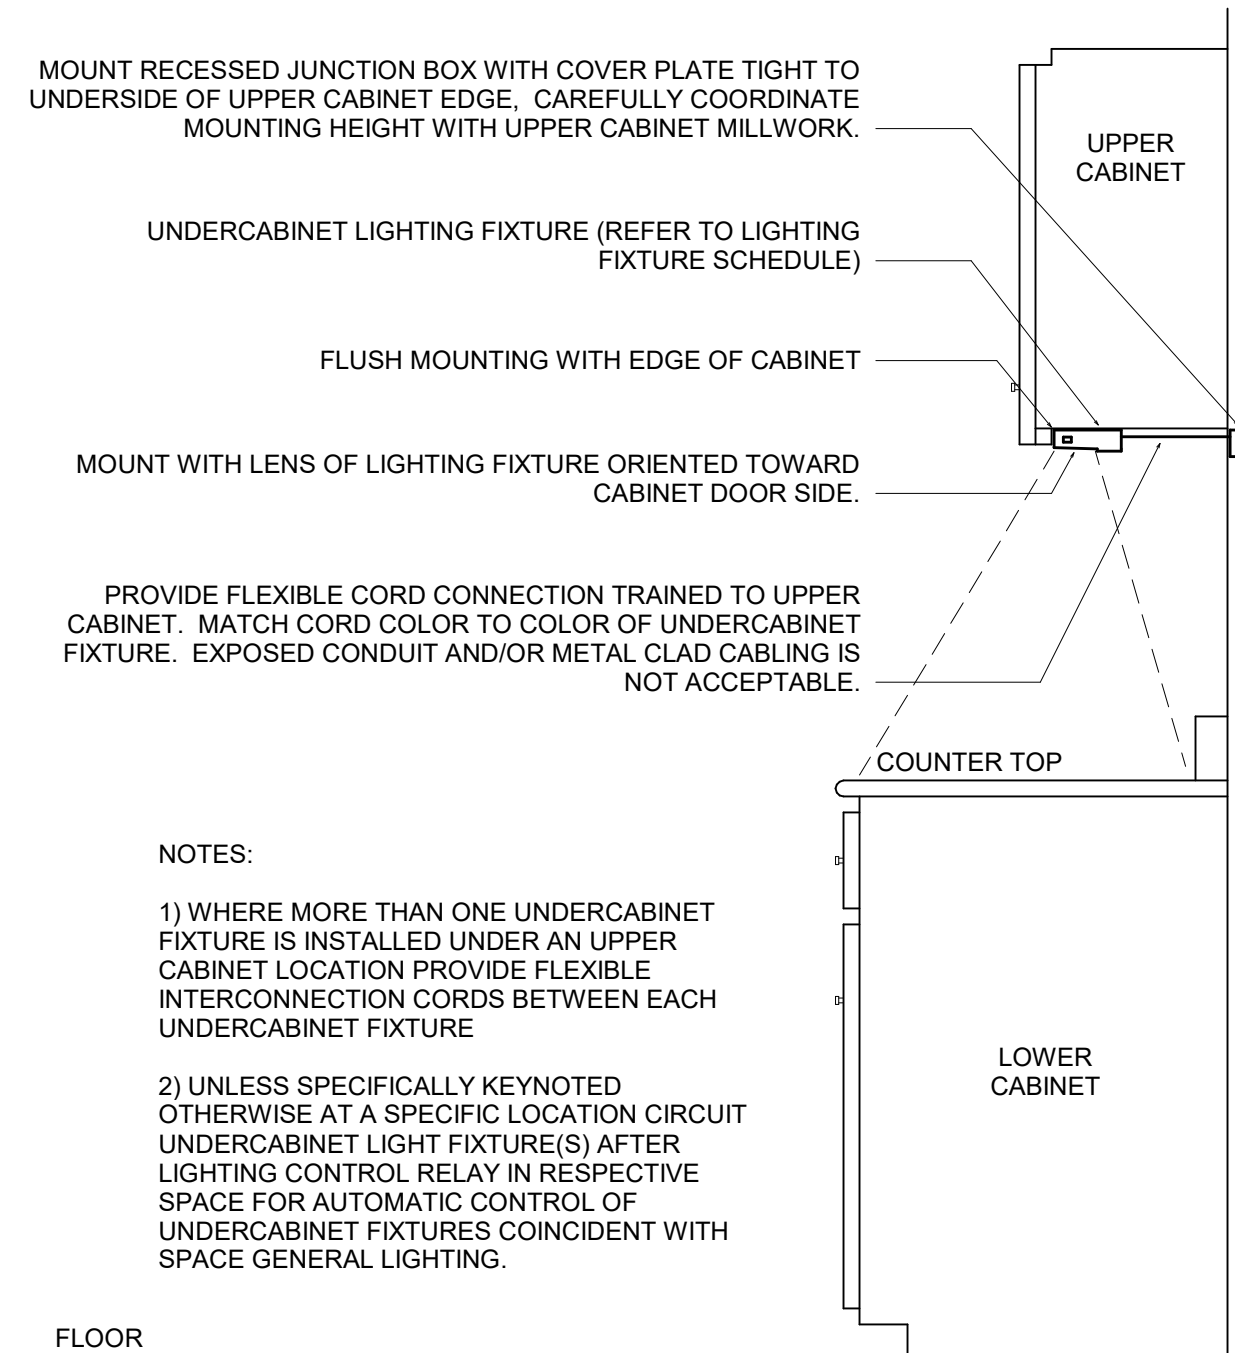 MOUNT RECESSED JUNCTION BOX WITH COVER PLATE TIGHT TO
UNDERSIDE OF UPPER CABINET EDGE, CAREFULLY COORDINATE
MOUNTING HEIGHT WITH UPPER CABINET MILLWORK.
UPPER
CABINET
UNDERCABINET LIGHTING FIXTURE (REFER TO LIGHTING
FIXTURE SCHEDULE)
FLUSH MOUNTING WITH EDGE OF CABINET
MOUNT WITH LENS OF LIGHTING FIXTURE ORIENTED TOWARD
CABINET DOOR SIDE.
PROVIDE FLEXIBLE CORD CONNECTION TRAINED TO UPPER
CABINET. MATCH CORD COLOR TO COLOR OF UNDERCABINET
FIXTURE. EXPOSED CONDUIT AND/OR METAL CLAD CABLING IS
NOT ACCEPTABLE.
COUNTER TOP
NOTES:
1) WHERE MORE THAN ONE UNDERCABINET
FIXTURE IS INSTALLED UNDER AN UPPER
CABINET LOCATION PROVIDE FLEXIBLE
INTERCONNECTION CORDS BETWEEN EACH
UNDERCABINET FIXTURE
2) UNLESS SPECIFICALLY KEYNOTED
OTHERWISE AT A SPECIFIC LOCATION CIRCUIT
UNDERCABINET LIGHT FIXTURE(S) AFTER
LIGHTING CONTROL RELAY IN RESPECTIVE
SPACE FOR AUTOMATIC CONTROL OF
UNDERCABINET FIXTURES COINCIDENT WITH
SPACE GENERAL LIGHTING.
LOWER
CABINET
FLOOR